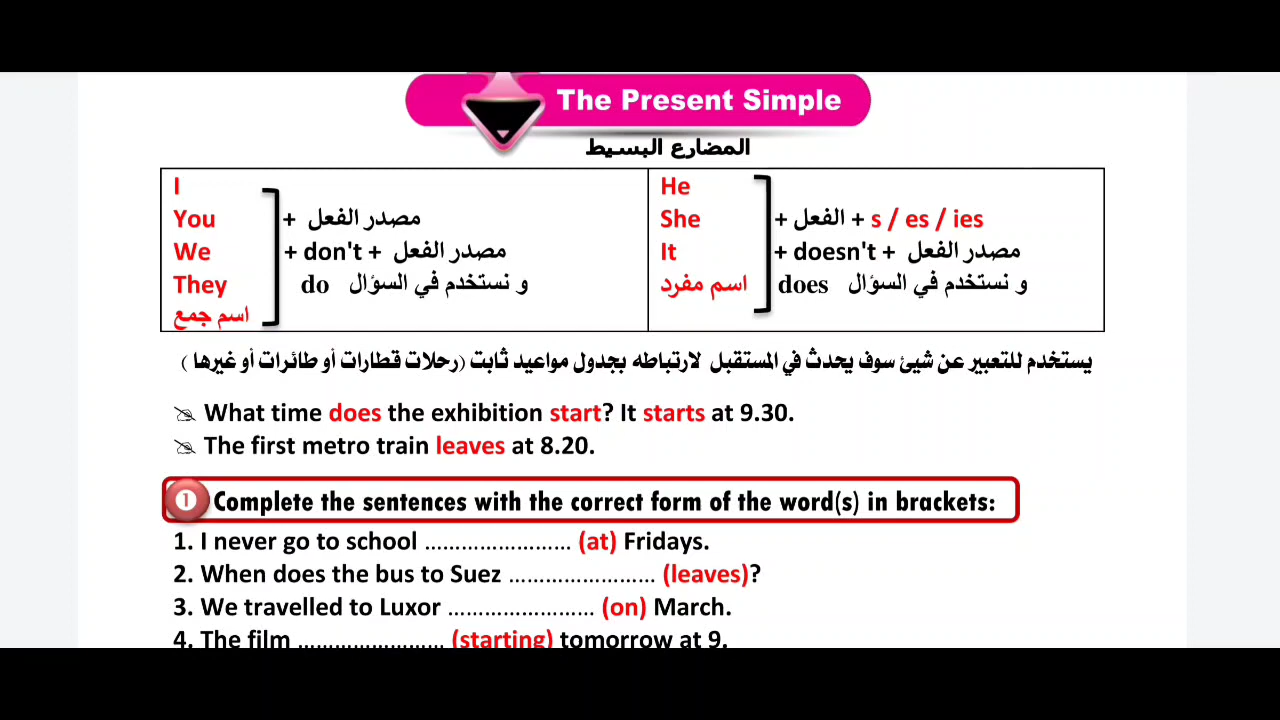 The Present Simple
المضارع البسيط
I
You
We
They
اسم جمع
+ مصدر الفعل
+ don't + مصدر الفعل
و نستخدم في السؤال do
He
She
It
اسم مفرد
+ الفعل + s / es / ies
+ doesn't + مصدر الفعل
و نستخدم في السؤال does
يستخدم للتعبير عن شيئ سوف يحدث في المستقبل لارتباطه بجدول مواعيد ثابت (رحلات قطارات أو طائرات أو غيرها )
What time does the exhibition start? It starts at 9.30.
The first metro train leaves at 8.20.
1 Complete the sentences with the correct form of the word(s) in brackets:
1. I never go to school ........................ (at) Fridays.
2. When does the bus to Suez ........................ (leaves)?
3. We travelled to Luxor ........................ (on) March.
4. The film ........................ (starting) tomorrow at 9.